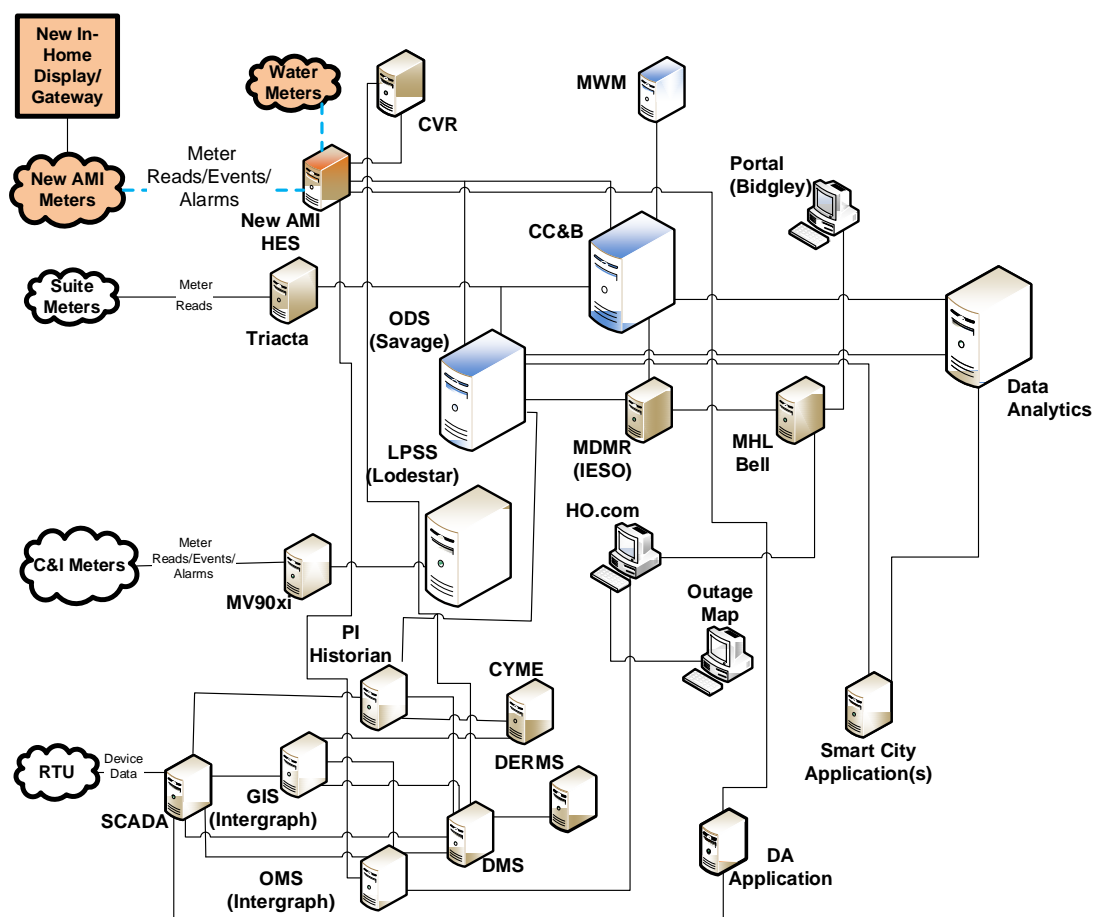 New In-
Home
Display/
Gateway
Water
Meters
CVR
MWM
New AMI
Meters
Meter
Reads/Events/
Alarms
New AMI
HES
Portal
(Bidgley)
CC&B
Suite
Meters
Meter
Reads
Triacta
ODS
(Savage)
Data
Analytics
LPSS
(Lodestar)
MDMR
(IESO)
MHL
Bell
HO.com
C&I Meters
Meter
Reads/Events/
Alarms
MV90xi
Outage
Map
PI
Historian
CYME
Smart City
Application(s)
RTU
Device
Data
SCADA
GIS
(Intergraph)
DERMS
DMS
OMS
(Intergraph)
DA
Application